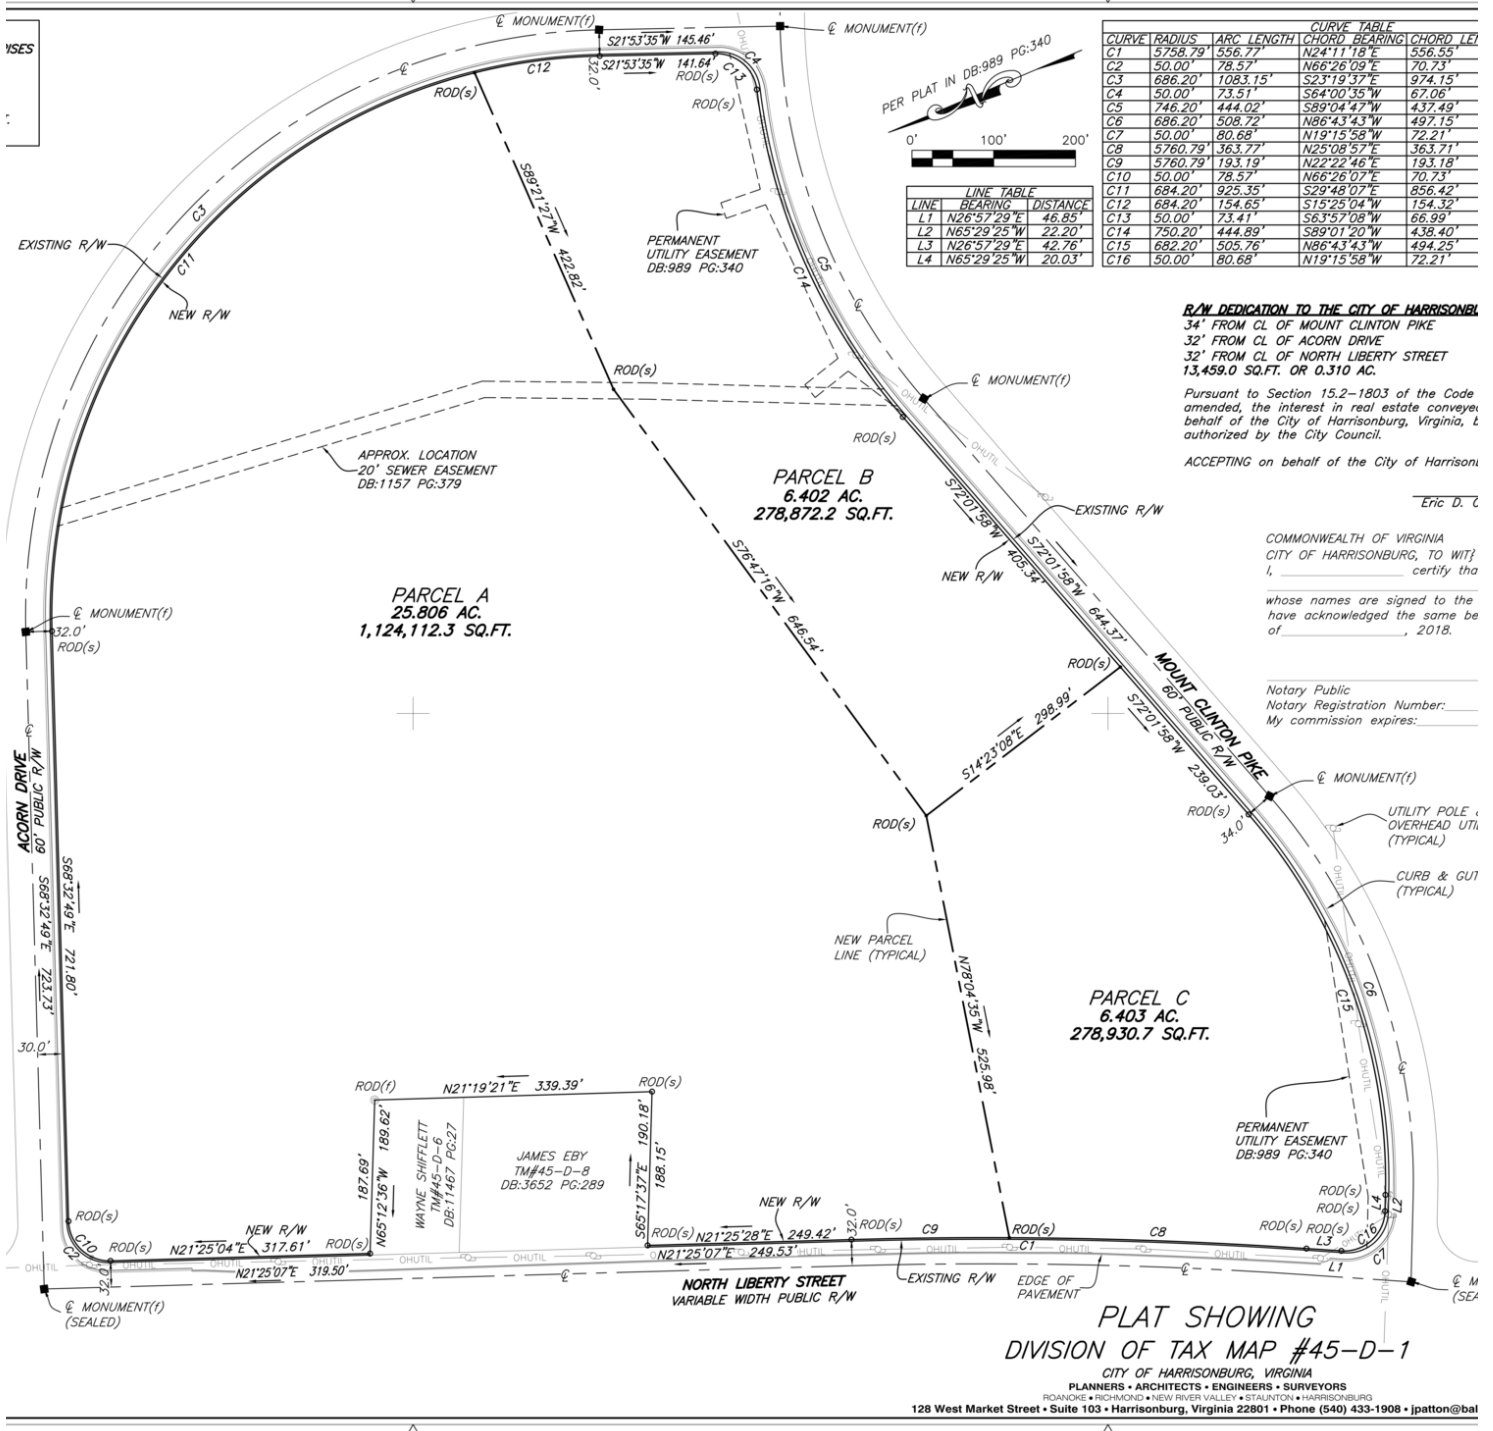 ISES
T.
℄ MONUMENT(f)
℄ MONUMENT(f)
S21°53'35"W 145.46'
S21°53'35"W 141.64'
ROD(s)
ROD(s)
ROD(s)
32.0'
C12
C13
C4
OHUTIL
PER PLAT IN DB:989 PG:340
N
0' 100' 200'
LINE TABLE
LINE BEARING DISTANCE
L1 N26°57'29"E 46.85'
L2 N65°29'25"W 22.20'
L3 N26°57'29"E 42.76'
L4 N65°29'25"W 20.03'
CURVE TABLE
CURVE RADIUS ARC LENGTH CHORD BEARING CHORD LEN
C1 5758.79' 556.77' N24°11'18"E 556.55'
C2 50.00' 78.57' N66°26'09"E 70.73'
C3 686.20' 1083.15' S23°19'37"E 974.15'
C4 50.00' 73.51' S64°00'35"W 67.06'
C5 746.20' 444.02' S89°04'47"W 437.49'
C6 686.20' 508.72' N86°43'43"W 497.15'
C7 50.00' 80.68' N19°15'58"W 72.21'
C8 5760.79' 363.77' N25°08'57"E 363.71'
C9 5760.79' 193.19' N22°22'46"E 193.18'
C10 50.00' 78.57' N66°26'07"E 70.73'
C11 684.20' 925.35' S29°48'07"E 856.42'
C12 684.20' 154.65' S15°25'04"W 154.32'
C13 50.00' 73.41' S63°57'08"W 66.99'
C14 750.20' 444.89' S89°01'20"W 438.40'
C15 682.20' 505.76' N86°43'43"W 494.25'
C16 50.00' 80.68' N19°15'58"W 72.21'
R/W DEDICATION TO THE CITY OF HARRISONBU
34' FROM CL OF MOUNT CLINTON PIKE
32' FROM CL OF ACORN DRIVE
32' FROM CL OF NORTH LIBERTY STREET
13,459.0 SQ.FT. OR 0.310 AC.
Pursuant to Section 15.2-1803 of the Code
amended, the interest in real estate conveyed
behalf of the City of Harrisonburg, Virginia, b
authorized by the City Council.
ACCEPTING on behalf of the City of Harrisonb
Eric D. C
COMMONWEALTH OF VIRGINIA
CITY OF HARRISONBURG, TO WIT}
I, ____________ certify tha
whose names are signed to the
have acknowledged the same be
of ____________, 2018.
Notary Public
Notary Registration Number:____
My commission expires:________
C3
C11
EXISTING R/W
NEW R/W
S89°21'27"W 422.82'
ROD(s)
PERMANENT
UTILITY EASEMENT
DB:989 PG:340
C5
C14
℄
℄ MONUMENT(f)
OHUTIL
OHUTIL
ROD(s)
APPROX. LOCATION
20' SEWER EASEMENT
DB:1157 PG:379
PARCEL B
6.402 AC.
278,872.2 SQ.FT.
S72°01'58"W 405.34'
S72°01'58"W 644.37'
EXISTING R/W
NEW R/W
S76°47'16"W 646.54'
PARCEL A
25.806 AC.
1,124,112.3 SQ.FT.
℄ MONUMENT(f)
32.0'
ROD(s)
ROD(s)
MOUNT CLINTON PIKE
60' PUBLIC R/W
S14°23'08"E 298.99'
S72°01'58"W 239.03'
℄ MONUMENT(f)
ROD(s)
34.0'
ROD(s)
UTILITY POLE &
OVERHEAD UTI
(TYPICAL)
CURB & GUT
(TYPICAL)
ACORN DRIVE
60' PUBLIC R/W
S68°32'49"E 721.80'
S68°32'49"E 723.73'
30.0'
NEW PARCEL
LINE (TYPICAL)
N78°04'35"W 525.98'
OHUTIL
C6
C15
PARCEL C
6.403 AC.
278,930.7 SQ.FT.
OHUTIL
℄
ROD(f)
N21°19'21"E 339.39'
ROD(s)
187.69'
N65°12'36"W 189.62'
WAYNE SHIFFLETT
TM#45-D-6
DB:11467 PG:27
JAMES EBY
TM#45-D-8
DB:3652 PG:289
S65°17'37"E 190.18'
188.15'
PERMANENT
UTILITY EASEMENT
DB:989 PG:340
OHUTIL
ROD(s)
ROD(s)
L4
L2
ROD(s)
C2
C10
ROD(s)
NEW R/W
N21°25'04"E 317.61'
ROD(s)
N21°25'07"E 319.50'
32.0'
OHUTIL
OHUTIL
OHUTIL
OHUTIL
ROD(s)
NEW R/W
N21°25'28"E 249.42'
N21°25'07"E 249.53'
32.0'
ROD(s)
C9
ROD(s)
C1
C8
ROD(s) ROD(s)
L3
C16
L1
C7
OHUTIL
OHUTIL
OHUTIL
OHUTIL
OHUTIL
℄ MONUMENT(f)
(SEALED)
NORTH LIBERTY STREET
VARIABLE WIDTH PUBLIC R/W
EXISTING R/W
EDGE OF
PAVEMENT
℄ M
(SEA
PLAT SHOWING
DIVISION OF TAX MAP #45-D-1
CITY OF HARRISONBURG, VIRGINIA
PLANNERS • ARCHITECTS • ENGINEERS • SURVEYORS
ROANOKE • RICHMOND • NEW RIVER VALLEY • STAUNTON • HARRISONBURG
128 West Market Street • Suite 103 • Harrisonburg, Virginia 22801 • Phone (540) 433-1908 • jpatton@bal